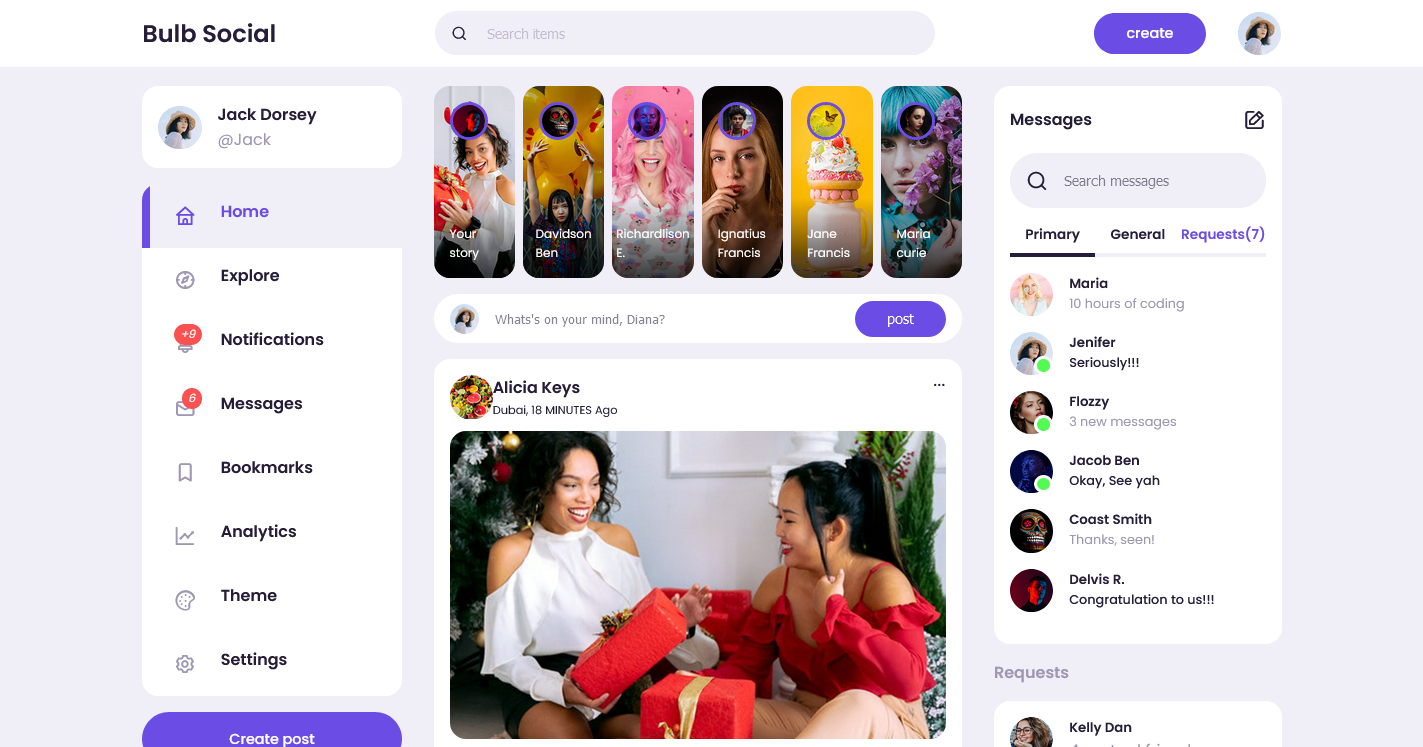 Bulb Social
Search items
create
Jack Dorsey
@Jack
Home
Explore
+9
Notifications
6
Messages
Bookmarks
Analytics
Theme
Settings
Create post
Your
story
Davidson
Ben
Richardlison
E.
Ignatius
Francis
Jane
Francis
Maria
curie
Whats's on your mind, Diana?
post
Alicia Keys
...
Dubai, 18 MINUTES Ago
Messages
Search messages
Primary General Requests(7)
Maria
10 hours of coding
Jenifer
Seriously!!!
Flozzy
3 new messages
Jacob Ben
Okay, See yah
Coast Smith
Thanks, seen!
Delvis R.
Congratulation to us!!!
Requests
Kelly Dan